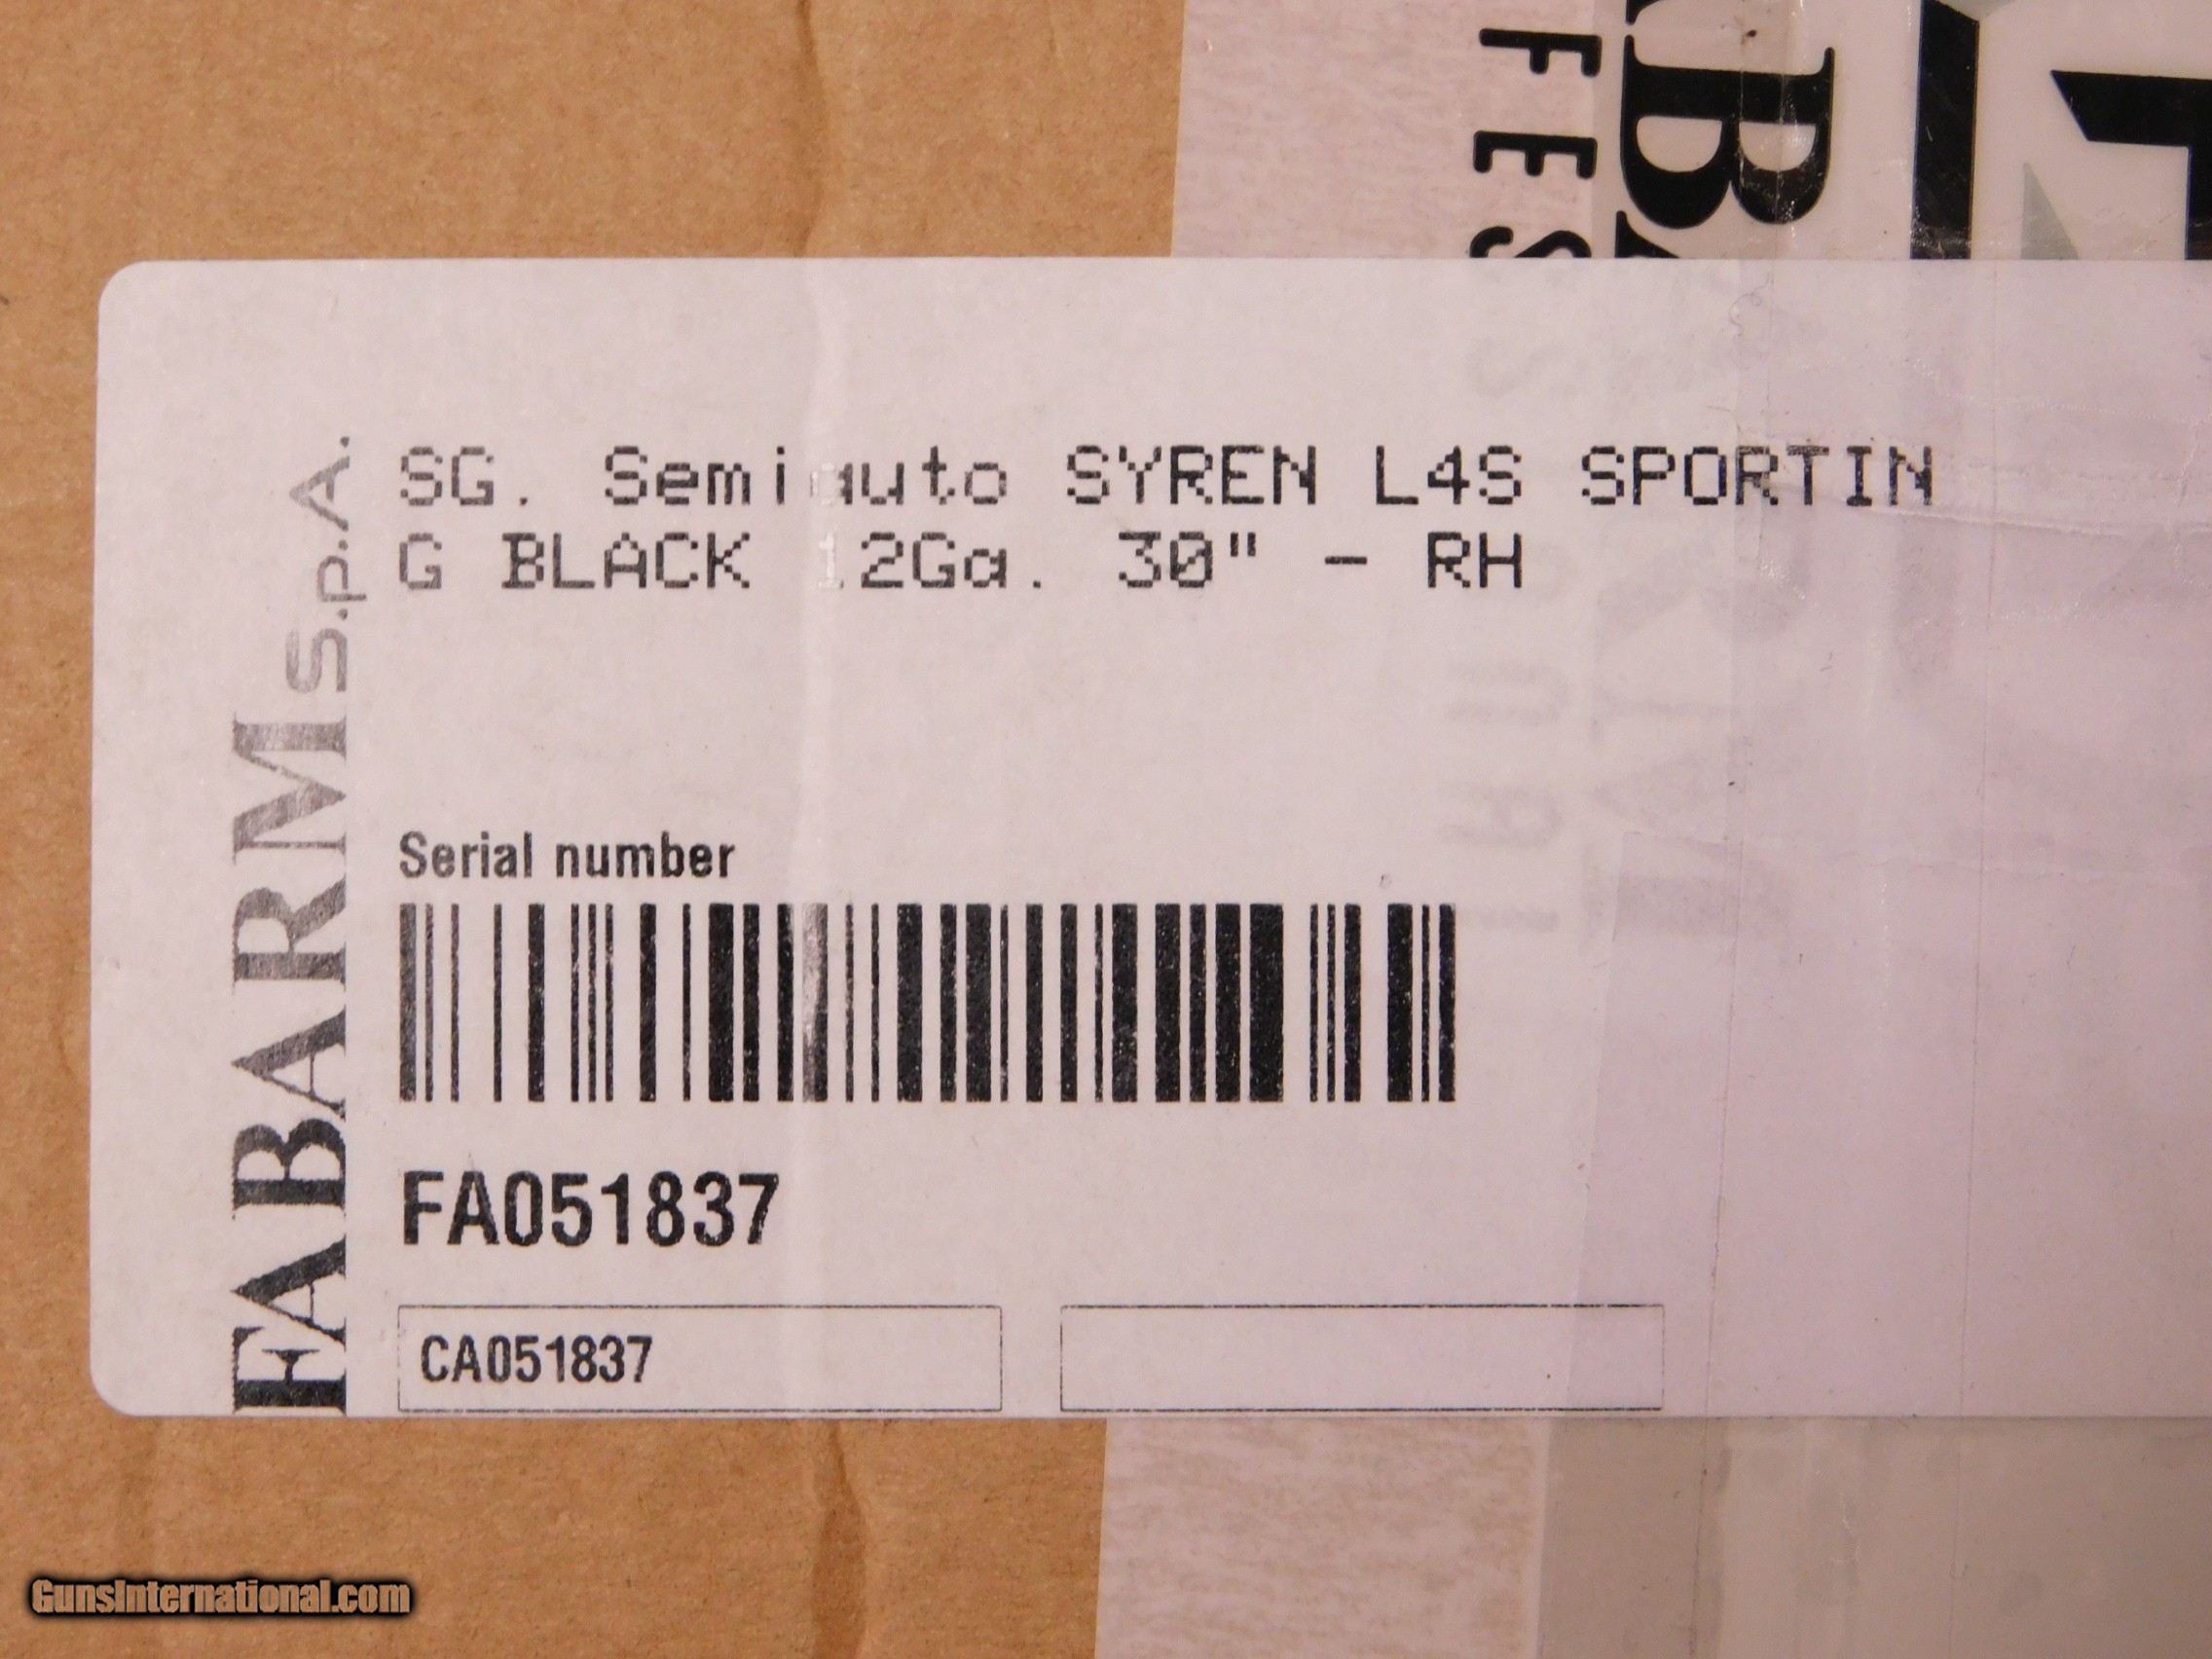 SG. Semiauto SYREN L4S SPORTIN
G BLACK 12Ga. 30" - RH
FABARM S.p.A.
Serial number
FA051837
CA051837
GunsInternational.com